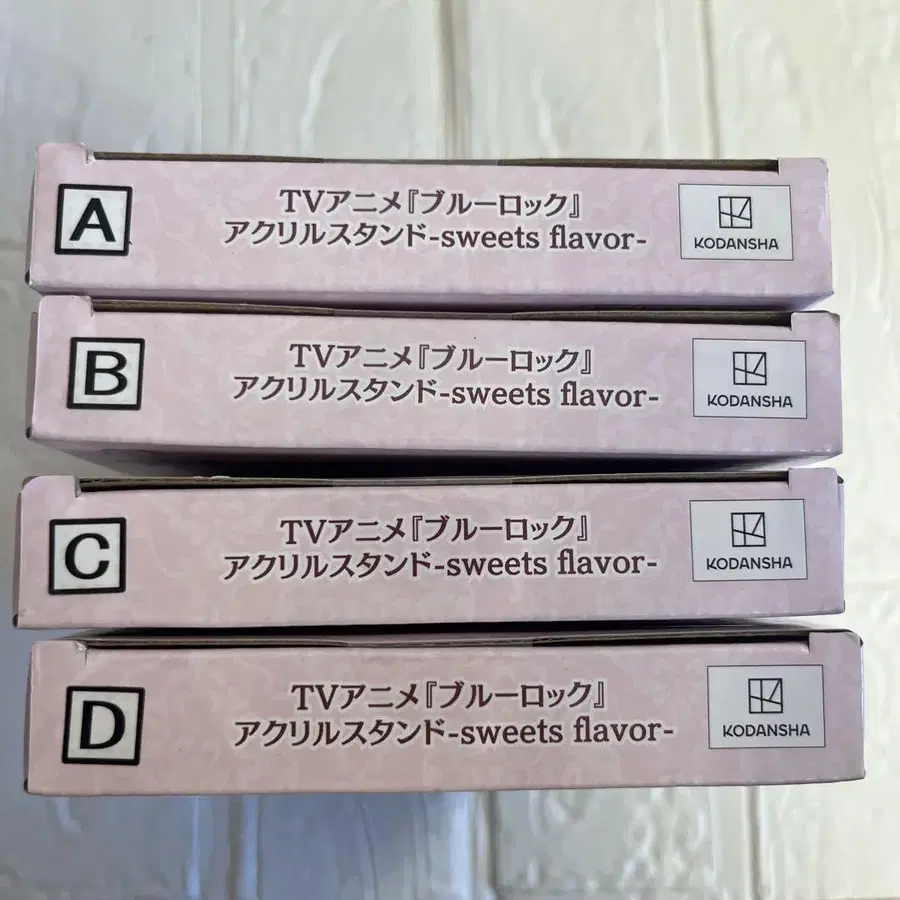 A
TVアニメ『ブルーロック』
アクリルスタンド-sweets flavor-
KODANSHA
B
TVアニメ『ブルーロック』
アクリルスタンド-sweets flavor-
KODANSHA
C
TVアニメ『ブルーロック』
アクリルスタンド-sweets flavor-
KODANSHA
D
TVアニメ『ブルーロック』
アクリルスタンド-sweets flavor-
KODANSHA